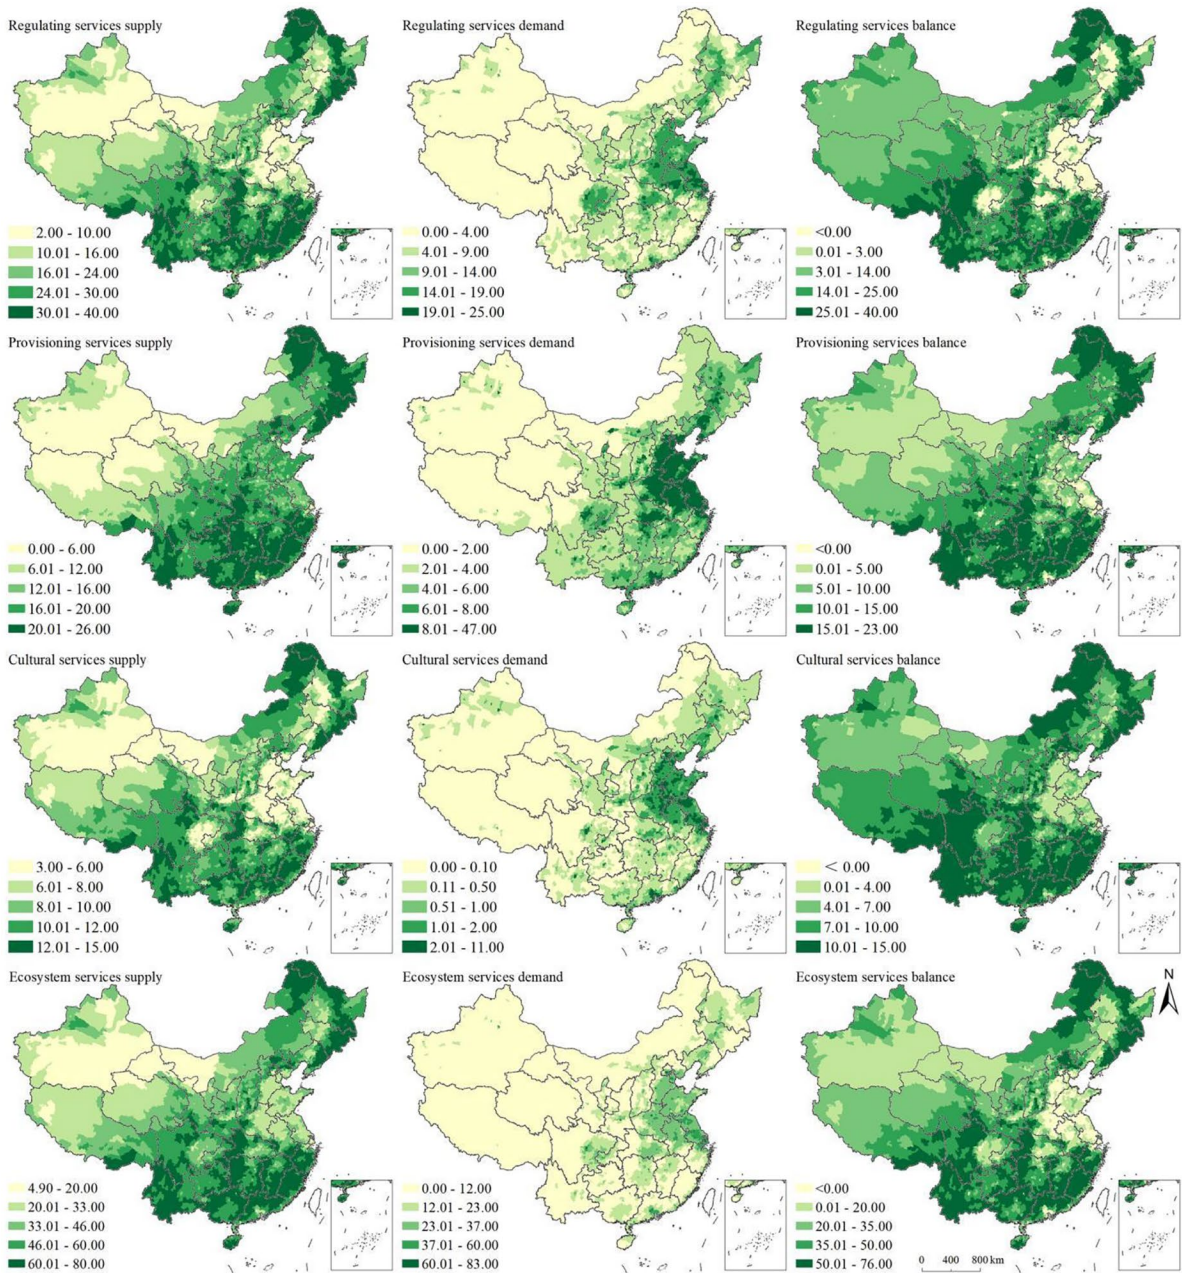 Regulating services supply
2.00 - 10.00
10.01 - 16.00
16.01 - 24.00
24.01 - 30.00
30.01 - 40.00
Regulating services demand
0.00 - 4.00
4.01 - 9.00
9.01 - 14.00
14.01 - 19.00
19.01 - 25.00
Regulating services balance
<0.00
0.01 - 3.00
3.01 - 14.00
14.01 - 25.00
25.01 - 40.00
Provisioning services supply
0.00 - 6.00
6.01 - 12.00
12.01 - 16.00
16.01 - 20.00
20.01 - 26.00
Provisioning services demand
0.00 - 2.00
2.01 - 4.00
4.01 - 6.00
6.01 - 8.00
8.01 - 47.00
Provisioning services balance
<0.00
0.01 - 5.00
5.01 - 10.00
10.01 - 15.00
15.01 - 23.00
Cultural services supply
3.00 - 6.00
6.01 - 8.00
8.01 - 10.00
10.01 - 12.00
12.01 - 15.00
Cultural services demand
0.00 - 0.10
0.11 - 0.50
0.51 - 1.00
1.01 - 2.00
2.01 - 11.00
Cultural services balance
< 0.00
0.01 - 4.00
4.01 - 7.00
7.01 - 10.00
10.01 - 15.00
Ecosystem services supply
4.90 - 20.00
20.01 - 33.00
33.01 - 46.00
46.01 - 60.00
60.01 - 80.00
Ecosystem services demand
0.00 - 12.00
12.01 - 23.00
23.01 - 37.00
37.01 - 60.00
60.01 - 83.00
Ecosystem services balance
N
<0.00
0.01 - 20.00
20.01 - 35.00
35.01 - 50.00
50.01 - 76.00
0 400 800 km